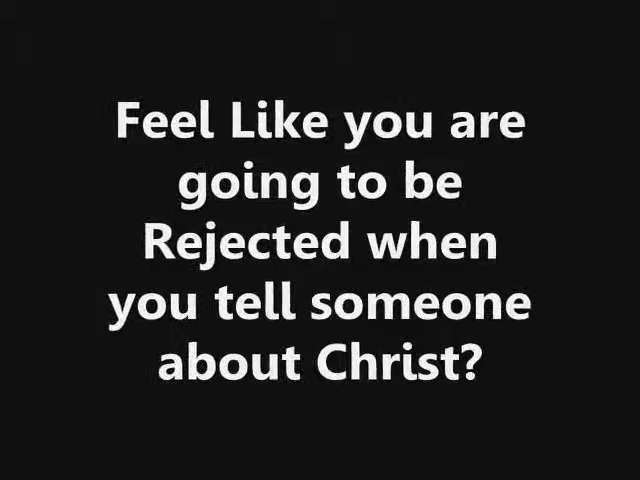 Feel Like you are
going to be
Rejected when
you tell someone
about Christ?